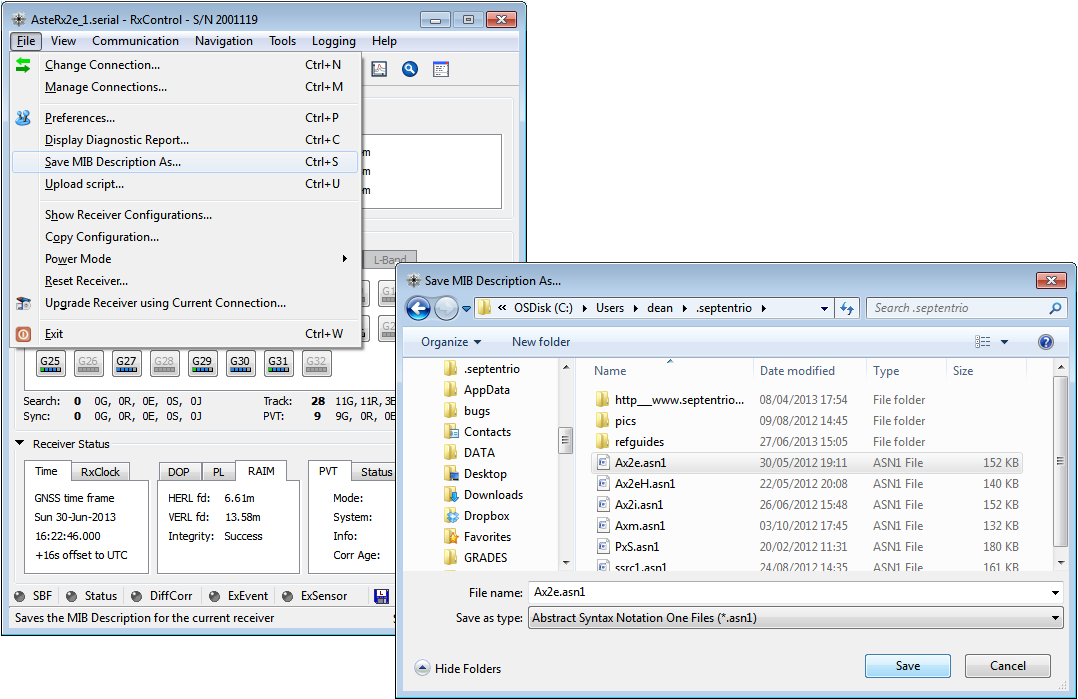 AsteRx2e_1.serial - RxControl - S/N 2001119
File View Communication Navigation Tools Logging Help
Change Connection... Ctrl+N
Manage Connections... Ctrl+M
Preferences... Ctrl+P
Display Diagnostic Report... Ctrl+C
Save MIB Description As... Ctrl+S
Upload script... Ctrl+U
Show Receiver Configurations...
Copy Configuration...
Power Mode
Reset Receiver...
Upgrade Receiver using Current Connection...
Exit Ctrl+W
L-Band
G25 G26 G27 G28 G29 G30 G31 G32
Search: 0 0G, 0R, 0E, 0S, 0J Track: 28 11G, 11R, 3E
Sync: 0 0G, 0R, 0E, 0S, 0J PVT: 9 9G, 0R, 0E
Receiver Status
Time RxClock DOP PL RAIM PVT Status
GNSS time frame HERL fd: 6.61m Mode:
Sun 30-Jun-2013 VERL fd: 13.58m System:
16:22:46.000 Integrity: Success Info:
+16s offset to UTC Corr Age:
SBF Status DiffCorr ExEvent ExSensor
Saves the MIB Description for the current receiver
Save MIB Description As...
« OSDisk (C:) Users dean .septentrio Search .septentrio
Organize New folder
.septentrio
AppData
bugs
Contacts
DATA
Desktop
Downloads
Dropbox
Favorites
GRADES
Name Date modified Type Size
http___www.septentrio... 08/04/2013 17:54 File folder
pics 09/08/2012 14:45 File folder
refguides 27/06/2013 15:05 File folder
Ax2e.asn1 30/05/2012 19:11 ASN1 File 152 KB
Ax2eH.asn1 22/05/2012 20:08 ASN1 File 140 KB
Ax2i.asn1 26/06/2012 15:48 ASN1 File 152 KB
Axm.asn1 03/10/2012 17:45 ASN1 File 132 KB
PxS.asn1 20/02/2012 11:31 ASN1 File 180 KB
ssrc1.asn1 24/08/2012 14:35 ASN1 File 161 KB
File name: Ax2e.asn1
Save as type: Abstract Syntax Notation One Files (*.asn1)
Hide Folders Save Cancel